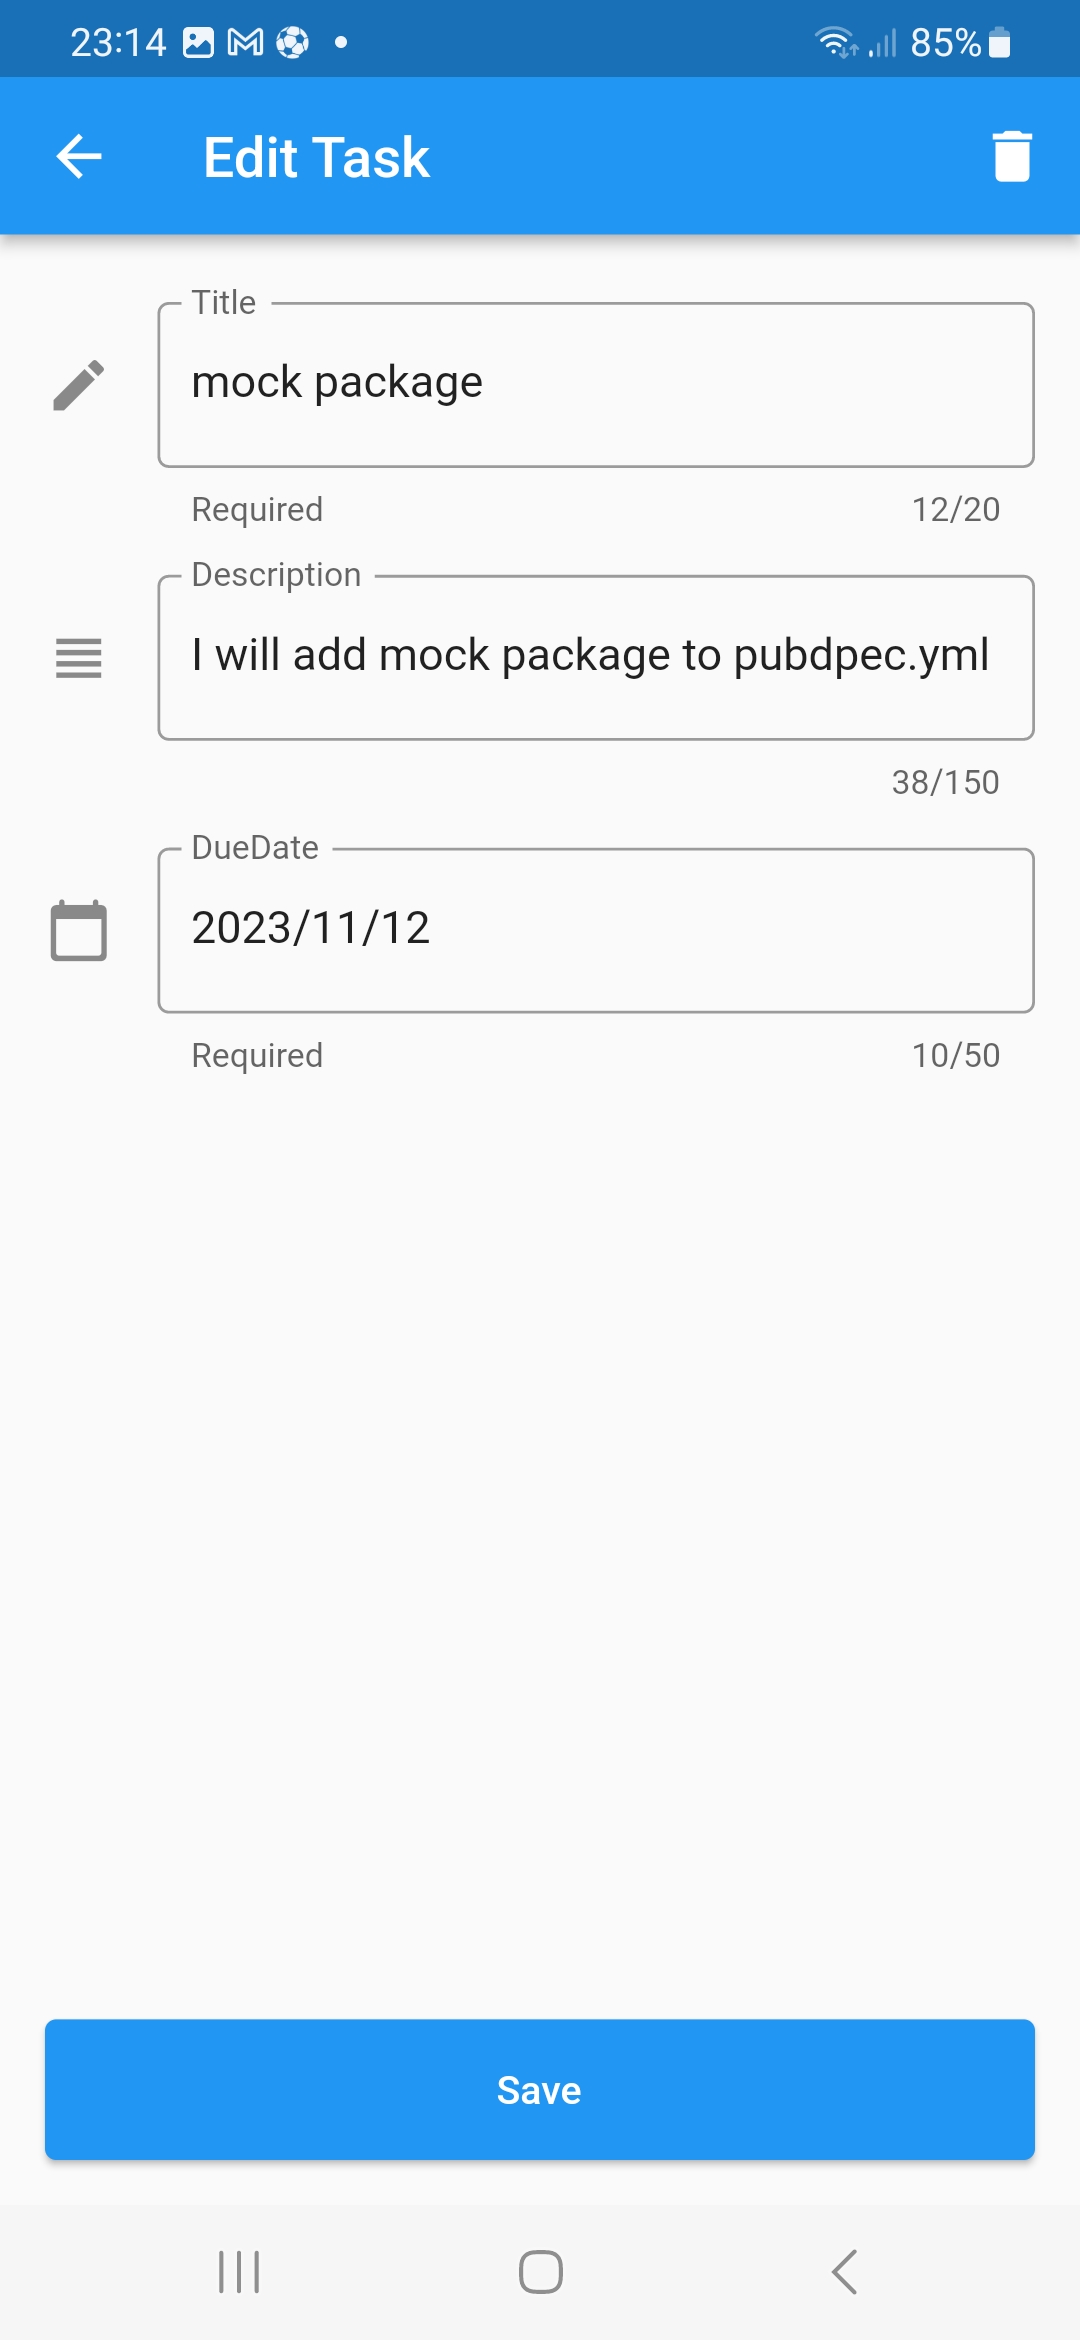 23:14 85%
Edit Task
Title
mock package
Required 12/20
Description
I will add mock package to pubdpec.yml
38/150
DueDate
2023/11/12
Required 10/50
Save